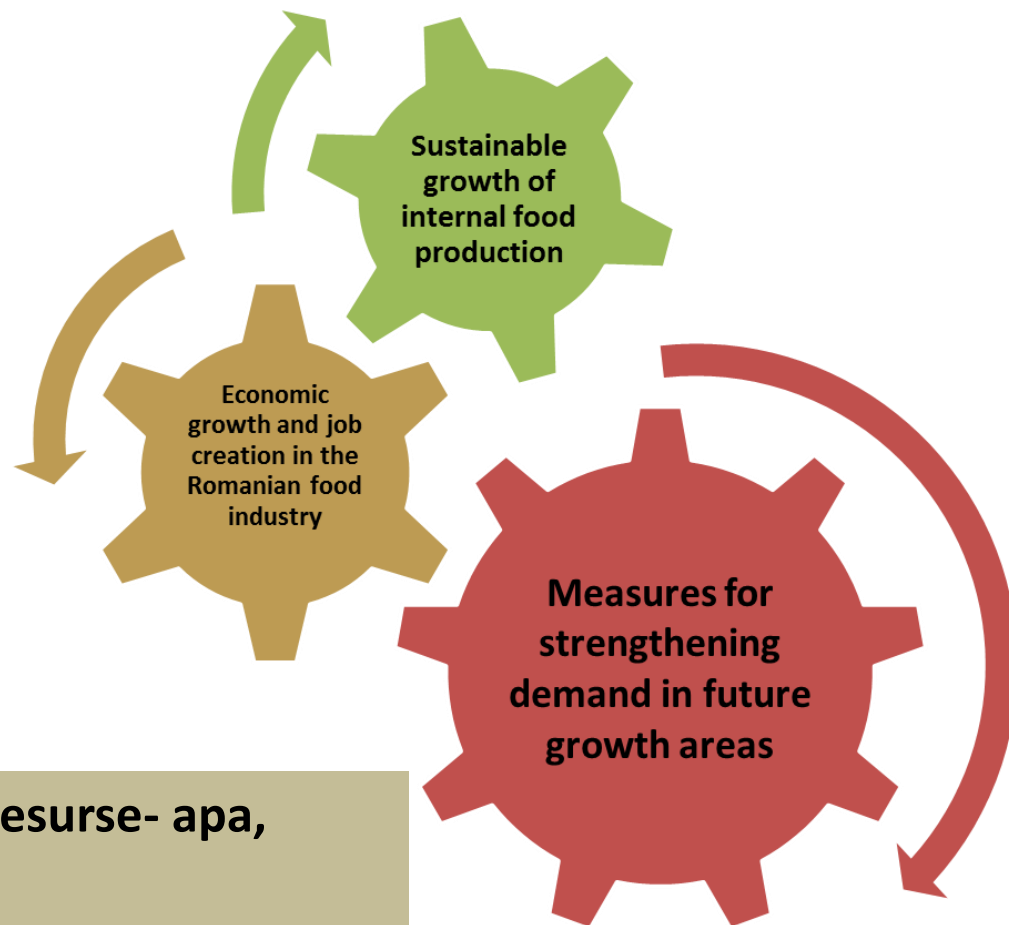 Sustainable
growth of
internal food
production
Economic
growth and job
creation in the
Romanian food
industry
Measures for
strengthening
demand in future
growth areas
esurse- apa,